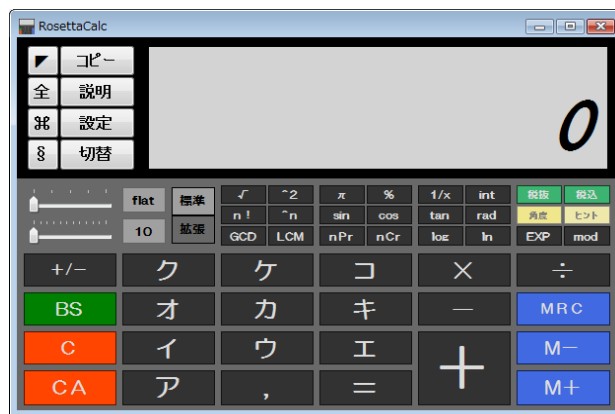 RosettaCalc
◤ コピー
全 説明
⌘ 設定
§ 切替
0
flat 標準 √ ^2 π % 1/x int 税抜 税込
n! ^n sin cos tan rad 角度 ヒント
10 拡張 GCD LCM nPr nCr log ln EXP mod
+/- ク ケ コ × ÷
BS オ カ キ − MRC
C イ ウ エ + M−
CA ア , = M+